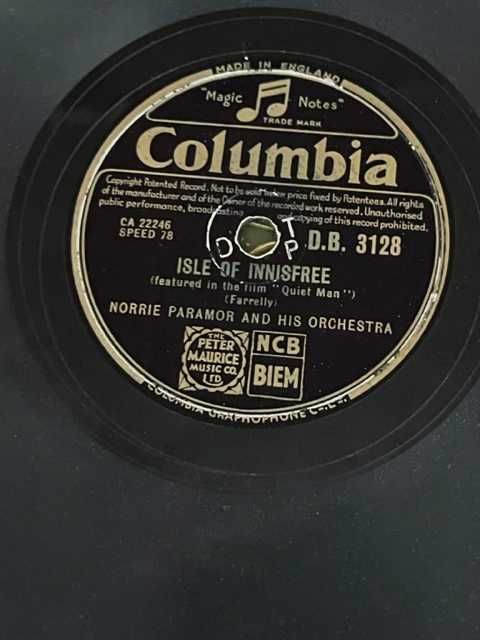 MADE IN ENGLAND
"Magic Notes"
TRADE MARK
Columbia
Copyright Patented Record. Not to be sold below price fixed by Patentees. All rights
of the manufacturer and of the Owner of the recorded work reserved. Unauthorised
public performance, broadcasting and copying of this record prohibited.
CA 22246
SPEED 78
D T P
D.B. 3128
ISLE OF INNISFREE
(featured in the film "Quiet Man")
(Farrelly)
NORRIE PARAMOR AND HIS ORCHESTRA
THE
PETER
MAURICE
MUSIC CO.
LTD.
NCB
BIEM
COLUMBIA GRAPHOPHONE